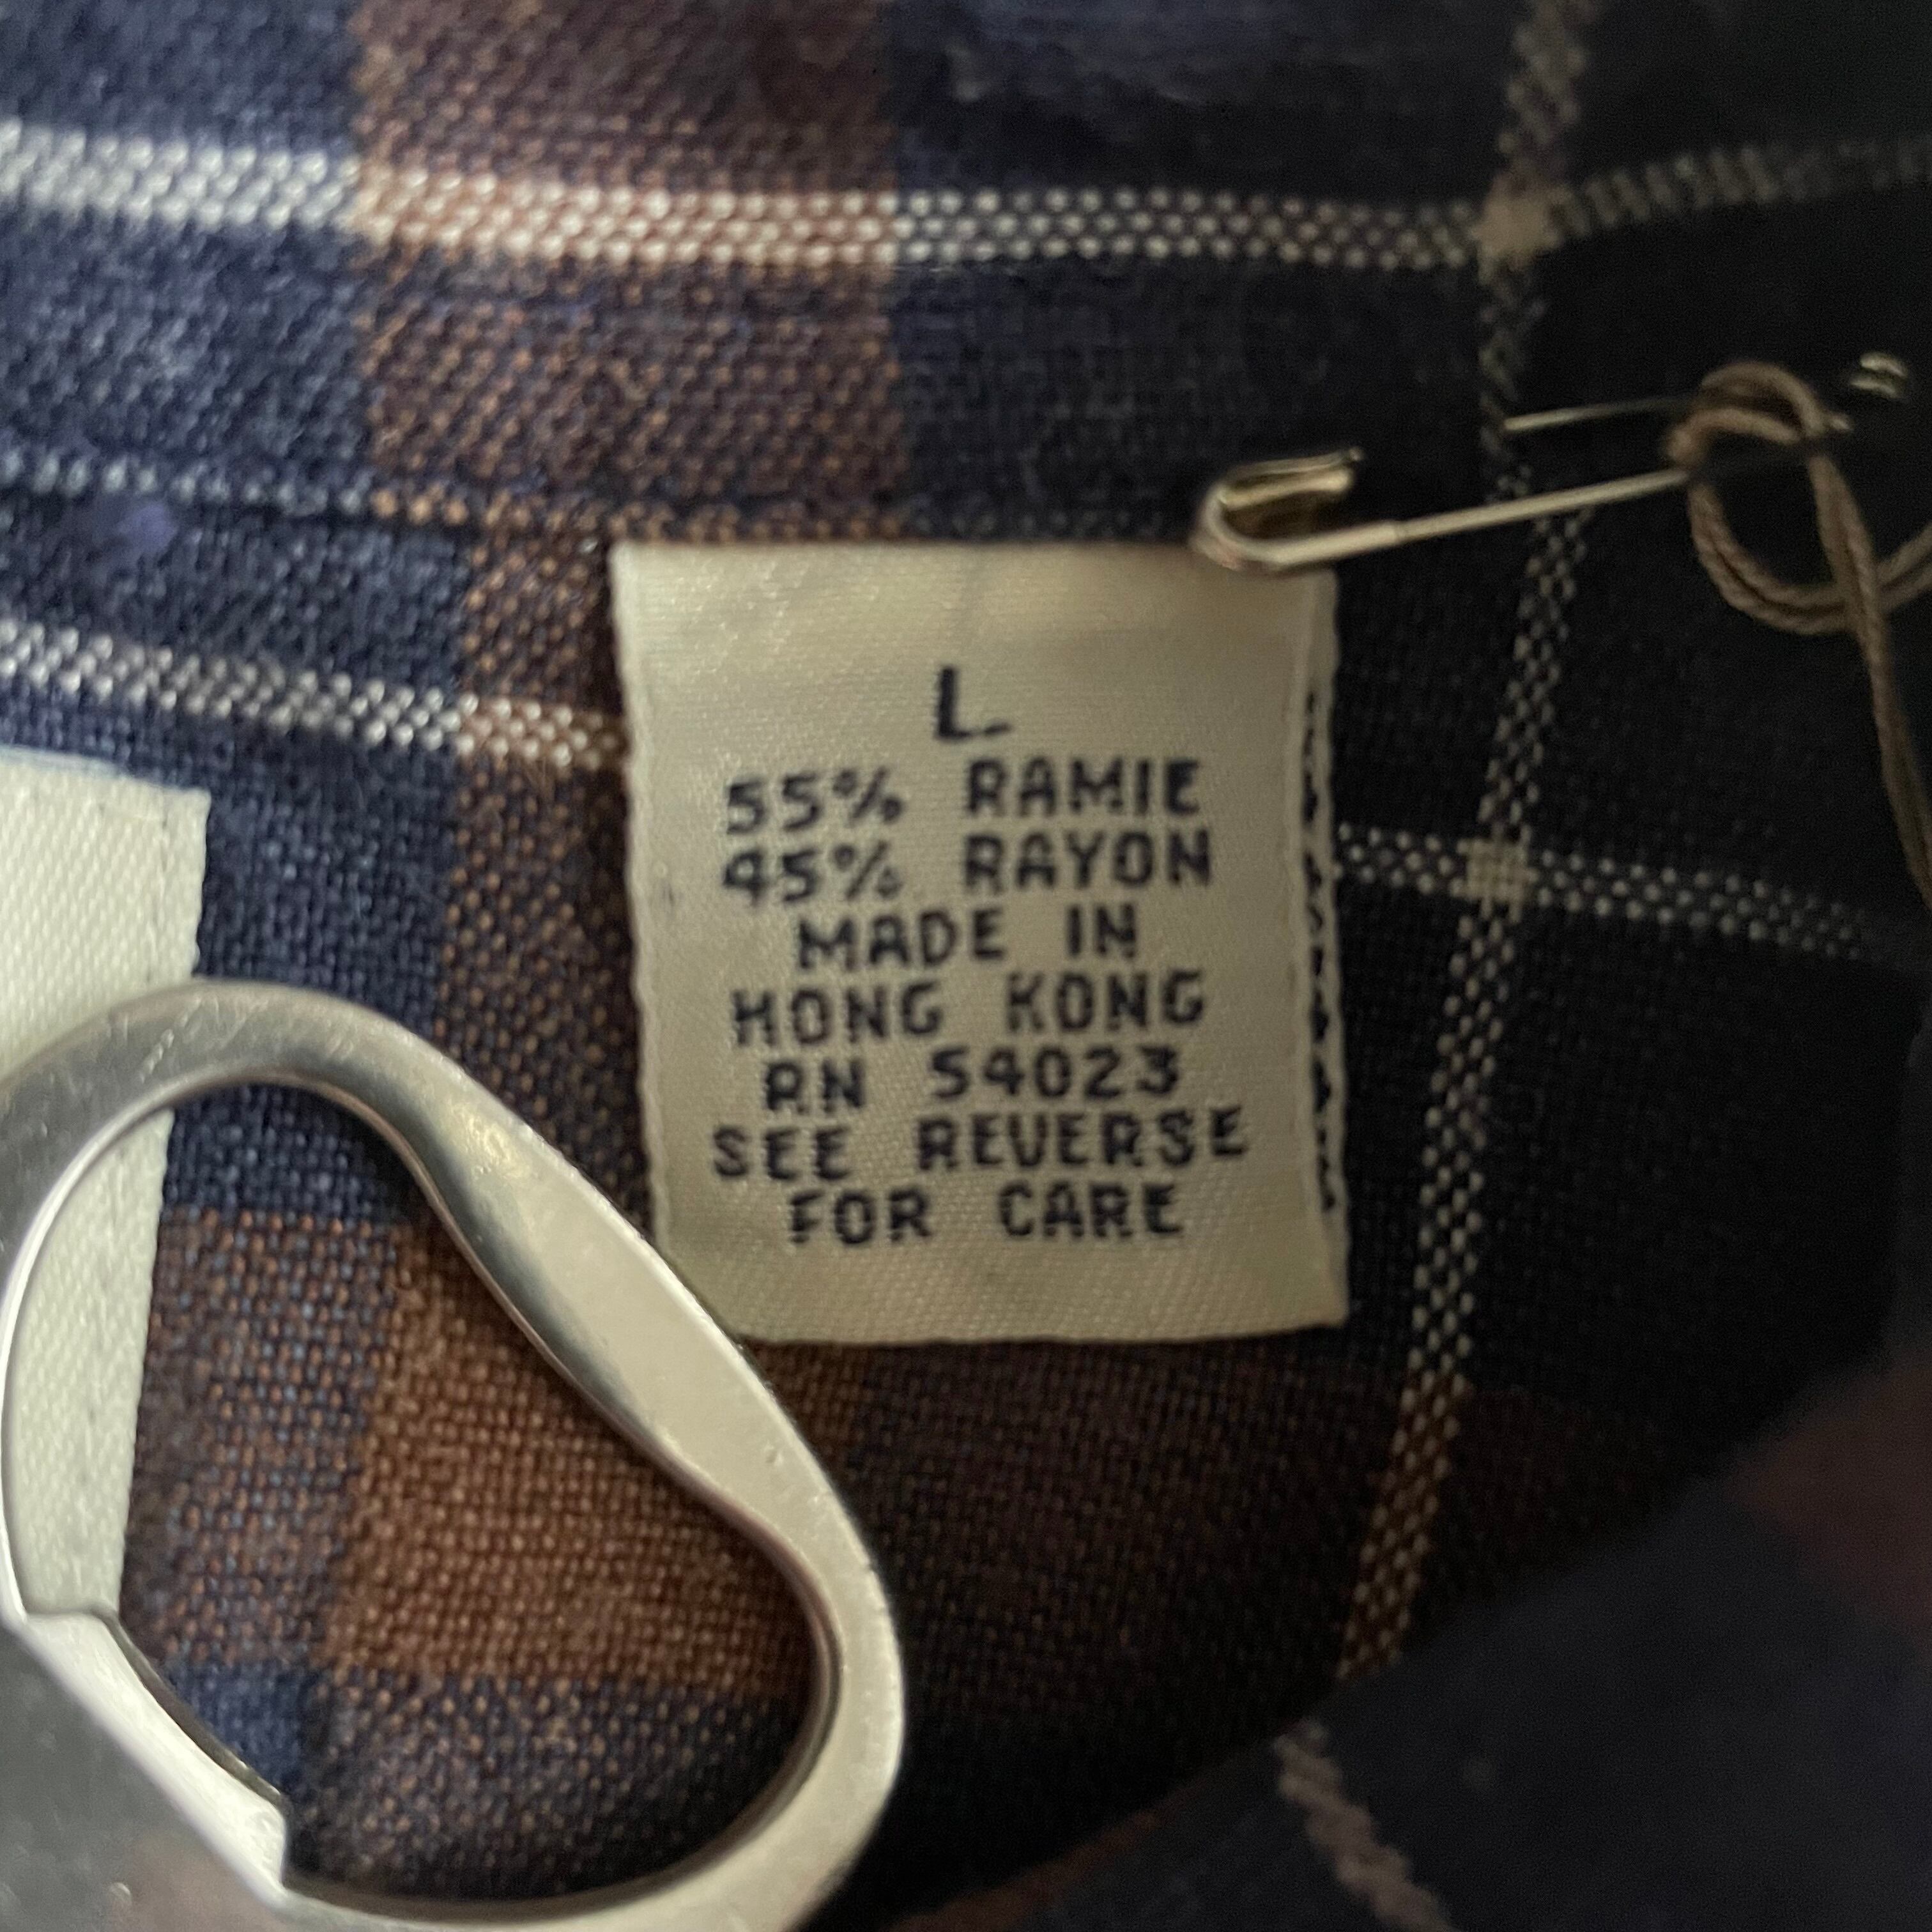 L
55% RAMIE
45% RAYON
MADE IN
HONG KONG
RN 54023
SEE REVERSE
FOR CARE